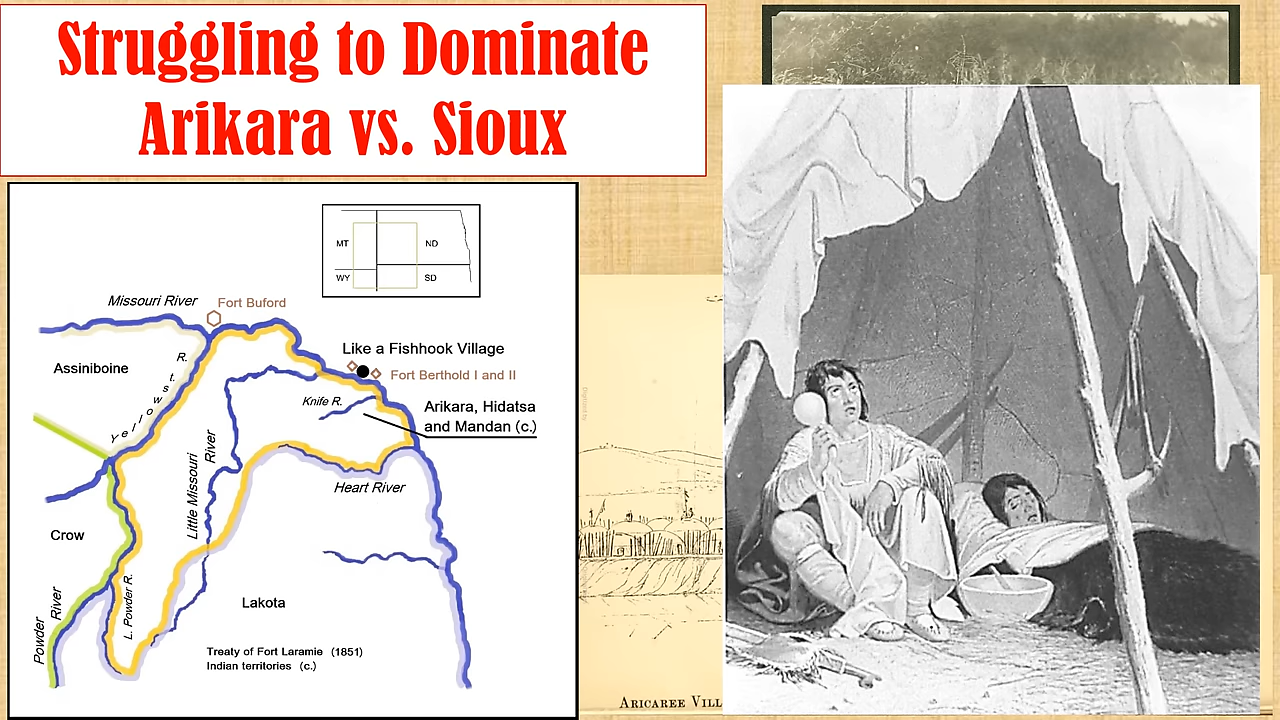 Struggling to Dominate
Arikara vs. Sioux
MT
ND
WY
SD
Missouri River
Fort Buford
Like a Fishhook Village
Assiniboine
Fort Berthold I and II
Yellowst. R.
Knife R.
Arikara, Hidatsa
and Mandan (c.)
Little Missouri
River
Heart River
Crow
Powder
River
L. Powder R.
Lakota
Treaty of Fort Laramie (1851)
Indian territories (c.)
ARICAREE VILL